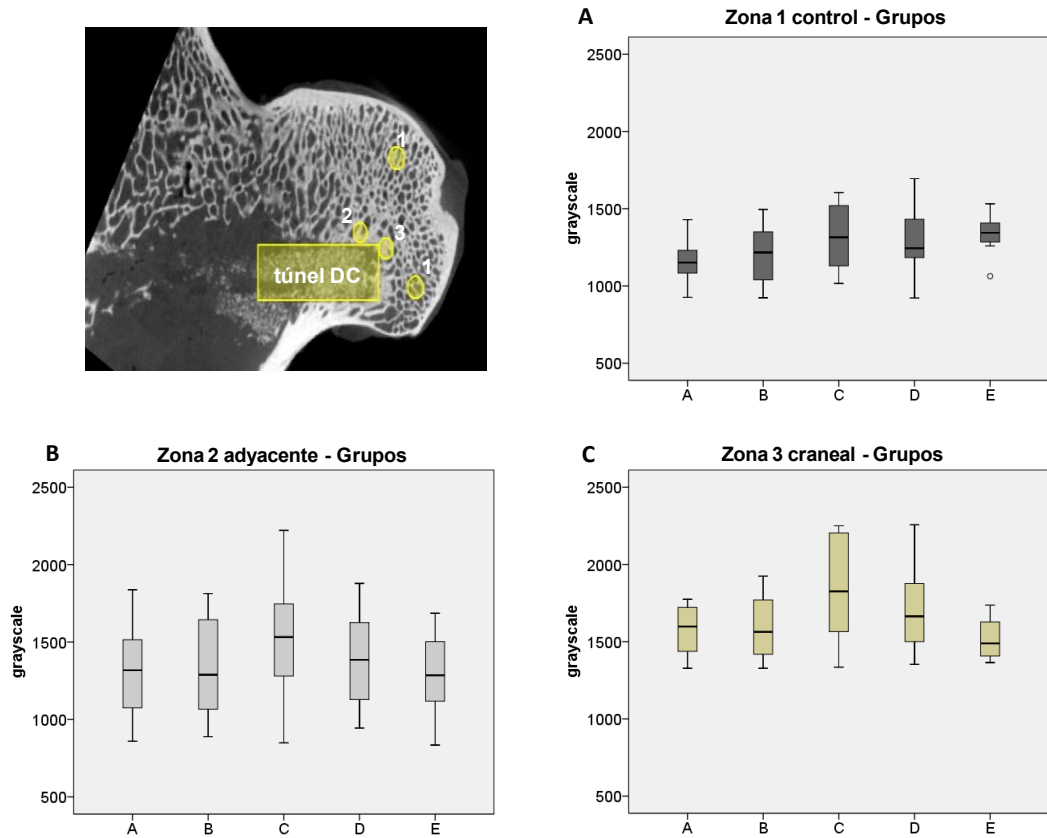 1
2
3
túnel DC
1
A
Zona 1 control - Grupos
2500
2000
1500
1000
500
grayscale
A B C D E
B
Zona 2 adyacente - Grupos
2500
2000
1500
1000
500
grayscale
A B C D E
C
Zona 3 craneal - Grupos
2500
2000
1500
1000
500
grayscale
A B C D E